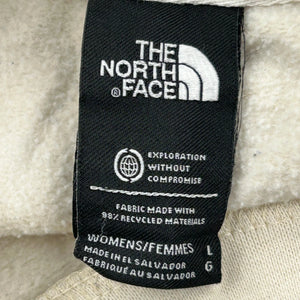 THE
NORTH
FACE
®
EXPLORATION
WITHOUT
COMPROMISE
FABRIC MADE WITH
98% RECYCLED MATERIALS
WOMENS/FEMMES L
MADE IN EL SALVADOR
FABRIQUÉ AU SALVADOR G